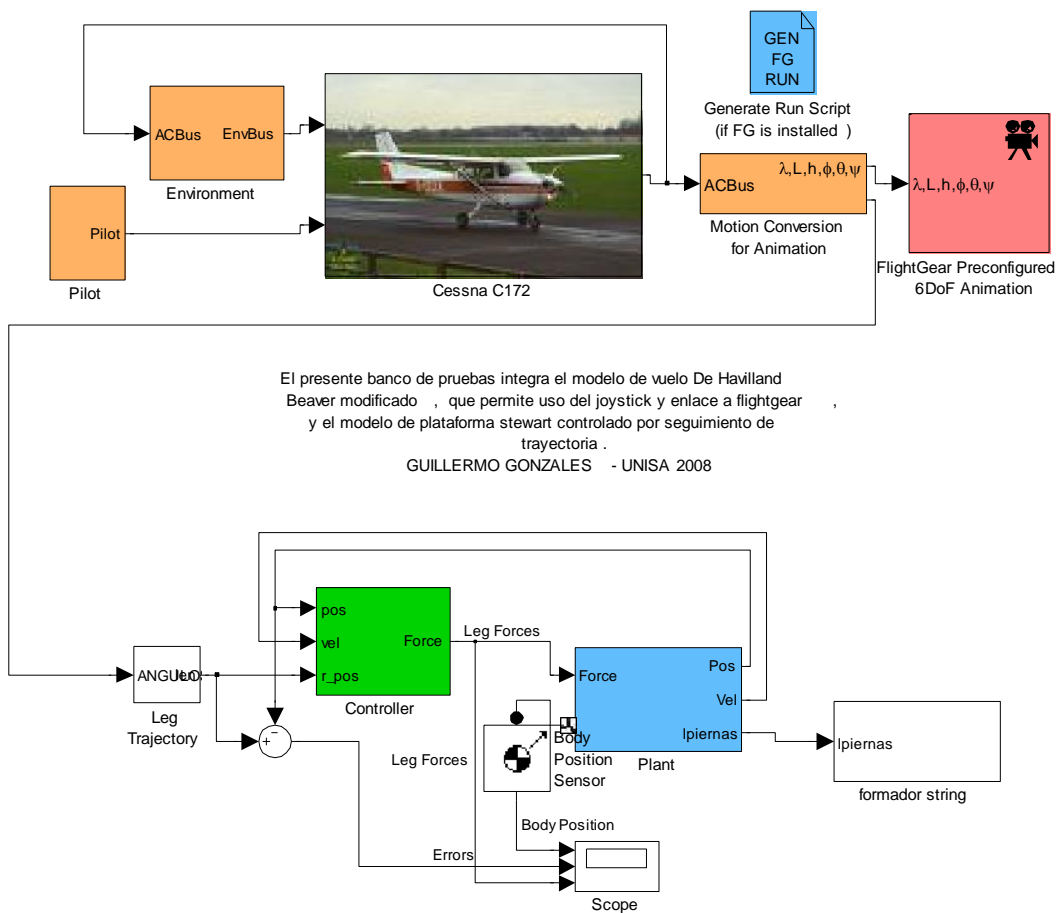 GEN
FG
RUN
Generate Run Script
(if FG is installed )
ACBus
EnvBus
Environment
Pilot
Pilot
Cessna C172
ACBus
λ,L,h,ϕ,θ,ψ
Motion Conversion
for Animation
λ,L,h,ϕ,θ,ψ
FlightGear Preconfigured
6DoF Animation
El presente banco de pruebas integra el modelo de vuelo De Havilland
Beaver modificado , que permite uso del joystick y enlace a flightgear ,
y el modelo de plataforma stewart controlado por seguimiento de
trayectoria .
GUILLERMO GONZALES - UNISA 2008
pos
vel
r_pos
Force
Controller
Leg Forces
Force
Pos
Vel
lpiernas
Plant
ANGULO
Leg
Trajectory
Leg Forces
Body
Position
Sensor
lpiernas
formador string
Body Position
Errors
Scope